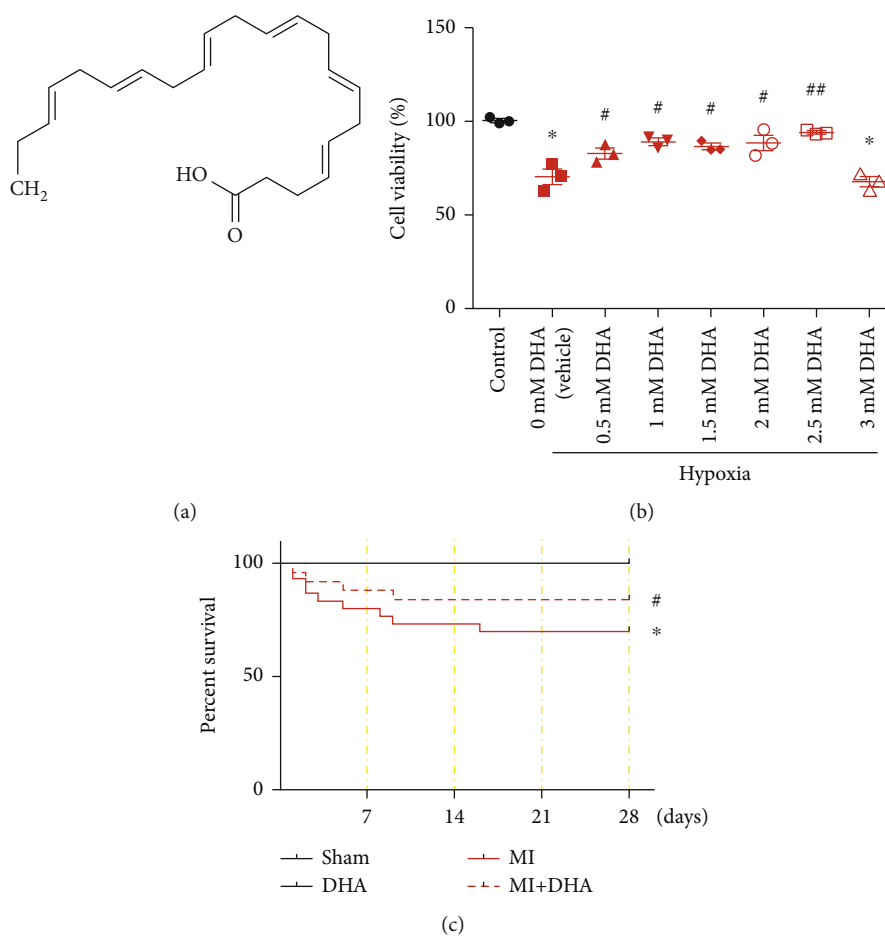 CH2
HO
O
(a)
Cell viability (%)
150
100
50
0
*
#
#
#
#
##
*
Control
0 mM DHA
(vehicle)
0.5 mM DHA
1 mM DHA
1.5 mM DHA
2 mM DHA
2.5 mM DHA
3 mM DHA
Hypoxia
(b)
Percent survival
100
50
0
#
*
7 14 21 28 (days)
Sham MI
DHA MI+DHA
(c)